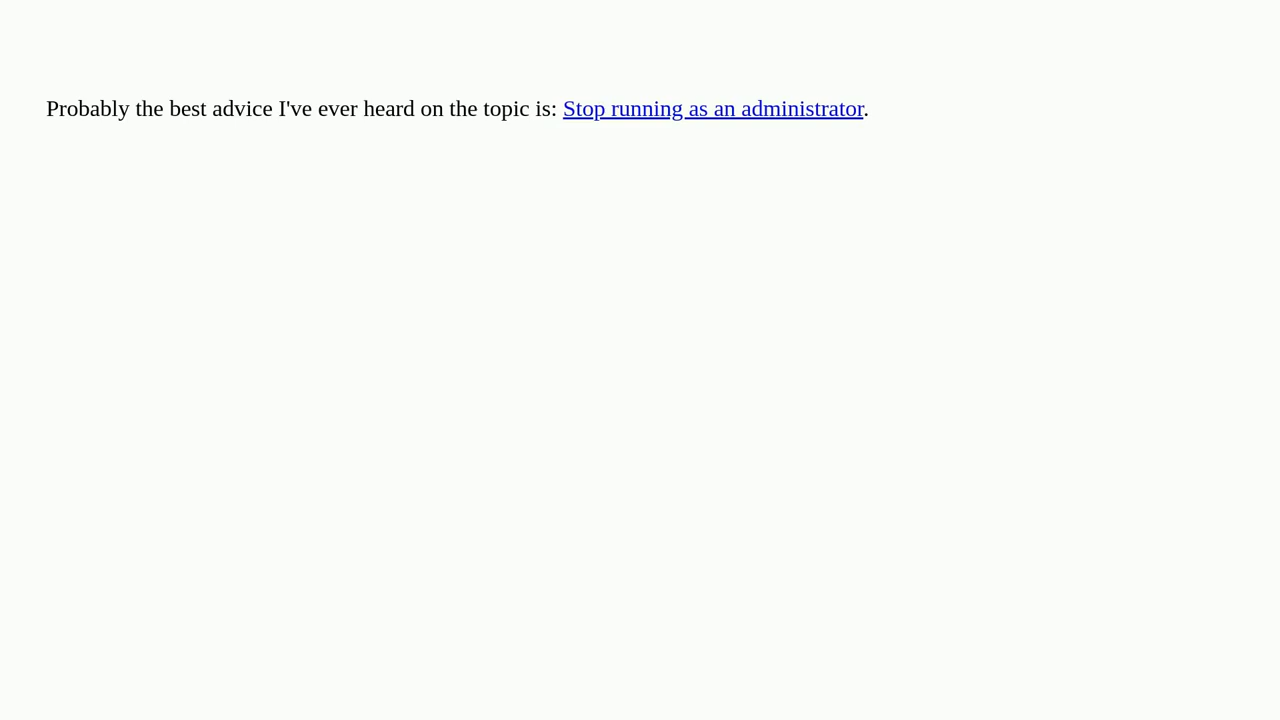 Probably the best advice I've ever heard on the topic is: Stop running as an administrator.